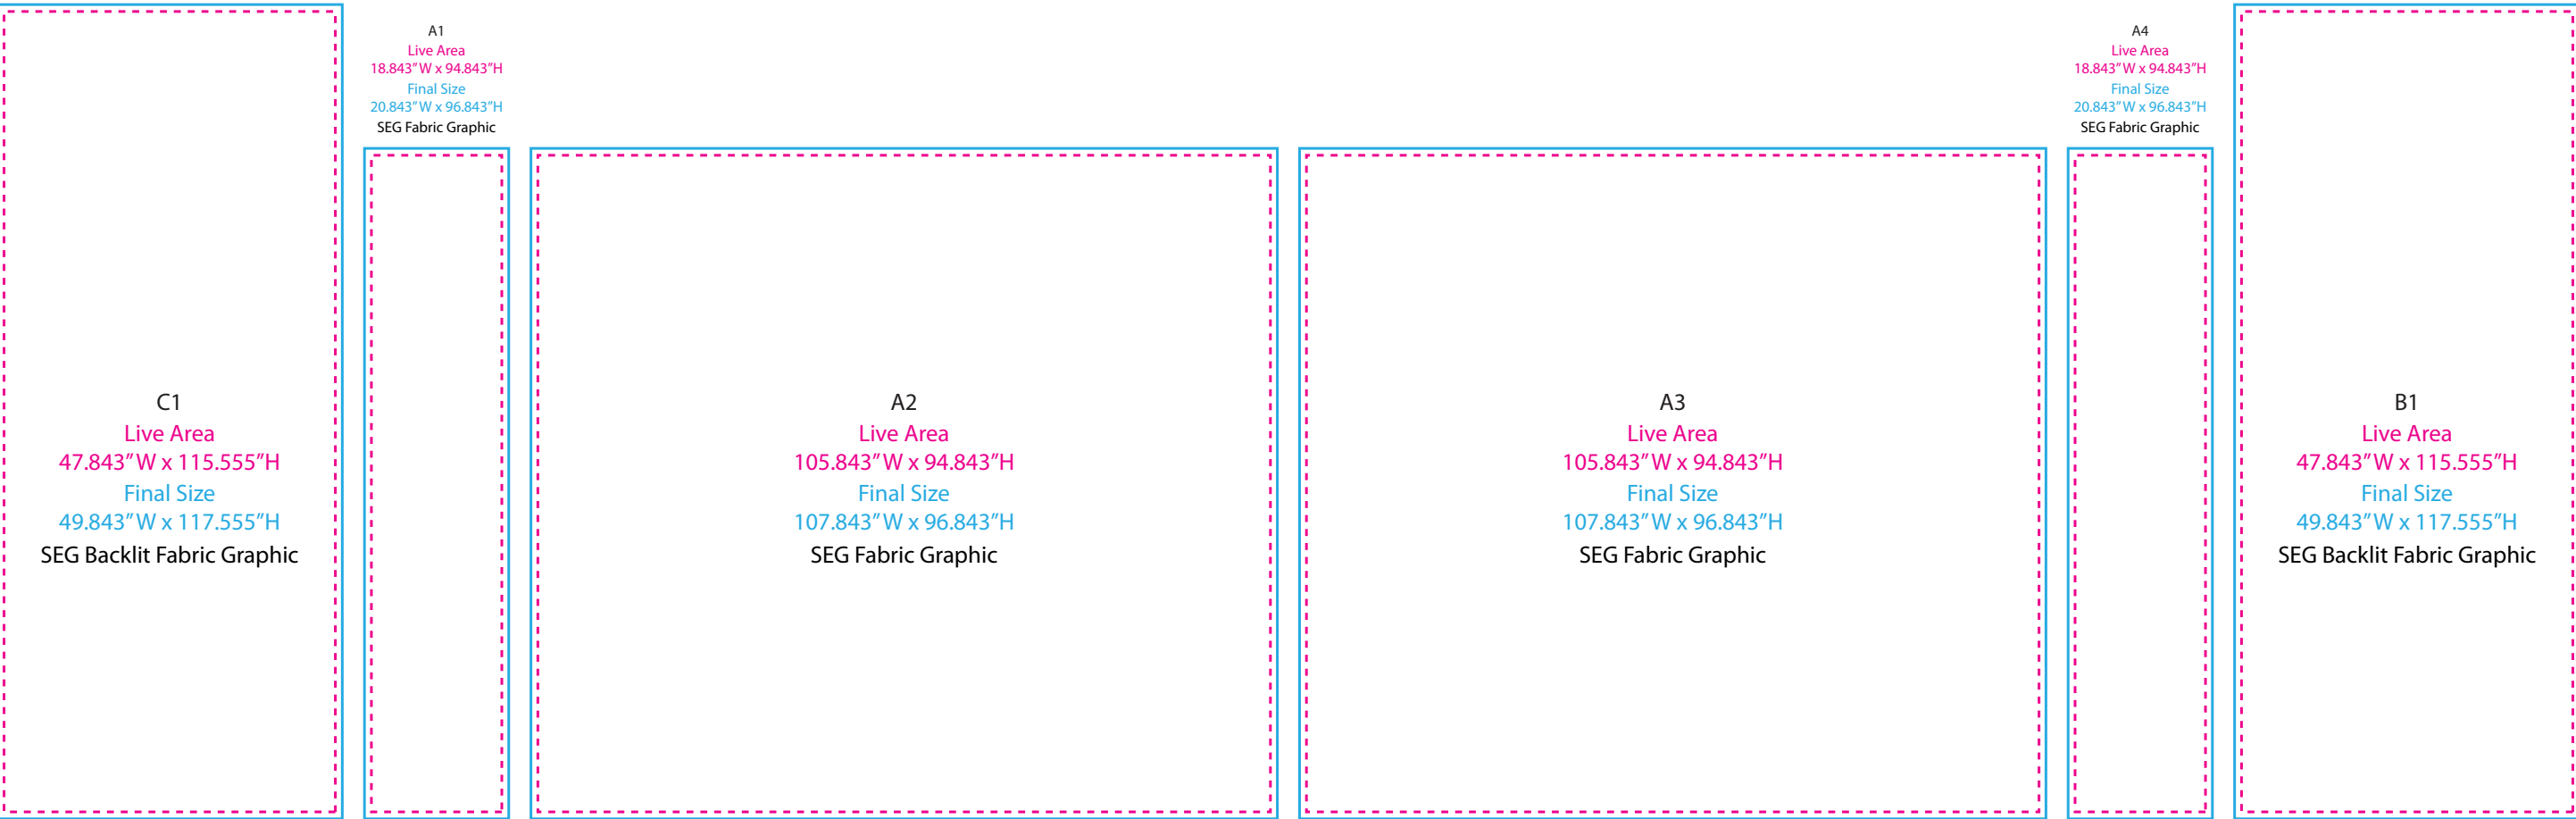 A1
Live Area
18.843″W x 94.843″H
Final Size
20.843″W x 96.843″H
SEG Fabric Graphic
A4
Live Area
18.843″W x 94.843″H
Final Size
20.843″W x 96.843″H
SEG Fabric Graphic
C1
Live Area
47.843″W x 115.555″H
Final Size
49.843″W x 117.555″H
SEG Backlit Fabric Graphic
A2
Live Area
105.843″W x 94.843″H
Final Size
107.843″W x 96.843″H
SEG Fabric Graphic
A3
Live Area
105.843″W x 94.843″H
Final Size
107.843″W x 96.843″H
SEG Fabric Graphic
B1
Live Area
47.843″W x 115.555″H
Final Size
49.843″W x 117.555″H
SEG Backlit Fabric Graphic